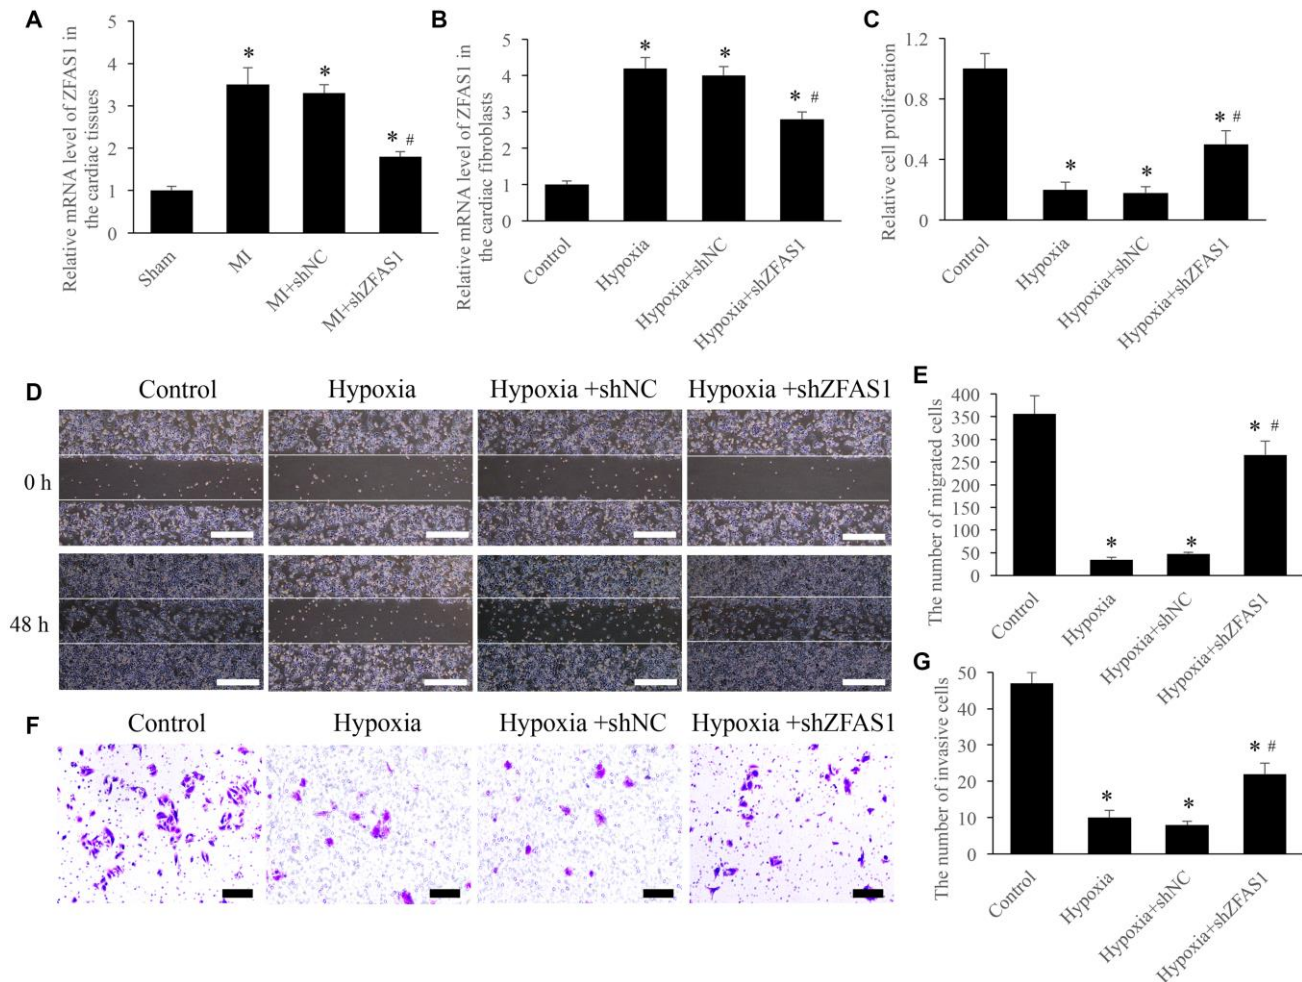 A
Relative mRNA level of ZFAS1 in
the cardiac tissues
5
4
3
2
1
0
*
*
* #
Sham
MI
MI+shNC
MI+shZFAS1
B
Relative mRNA level of ZFAS1 in
the cardiac fibroblasts
5
4
3
2
1
0
*
*
* #
Control
Hypoxia
Hypoxia+shNC
Hypoxia+shZFAS1
C
Relative cell proliferation
1.2
0.8
0.4
0
*
*
* #
Control
Hypoxia
Hypoxia+shNC
Hypoxia+shZFAS1
D
Control
Hypoxia
Hypoxia +shNC
Hypoxia +shZFAS1
0 h
48 h
E
The number of migrated cells
400
350
300
250
200
150
100
50
0
*
*
* #
Control
Hypoxia
Hypoxia+shNC
Hypoxia+shZFAS1
F
Control
Hypoxia
Hypoxia +shNC
Hypoxia +shZFAS1
G
The number of invasive cells
50
40
30
20
10
0
*
*
* #
Control
Hypoxia
Hypoxia+shNC
Hypoxia+shZFAS1